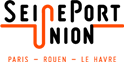 SEINEPORT
UNION
PARIS – ROUEN – LE HAVRE